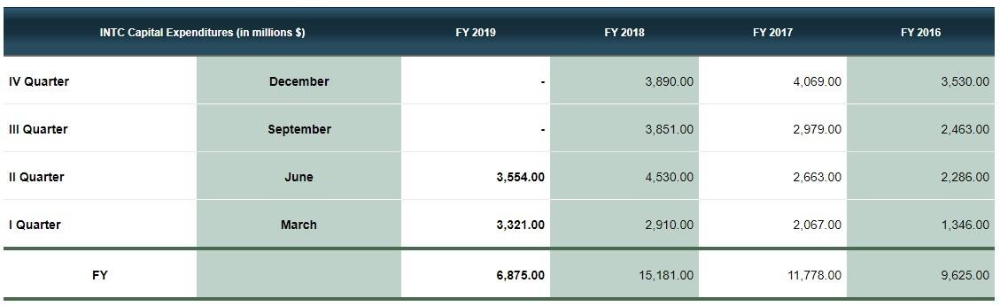 INTC Capital Expenditures (in millions $) FY 2019 FY 2018 FY 2017 FY 2016
IV Quarter December - 3,890.00 4,069.00 3,530.00
III Quarter September - 3,851.00 2,979.00 2,463.00
II Quarter June 3,554.00 4,530.00 2,663.00 2,286.00
I Quarter March 3,321.00 2,910.00 2,067.00 1,346.00
FY 6,875.00 15,181.00 11,778.00 9,625.00